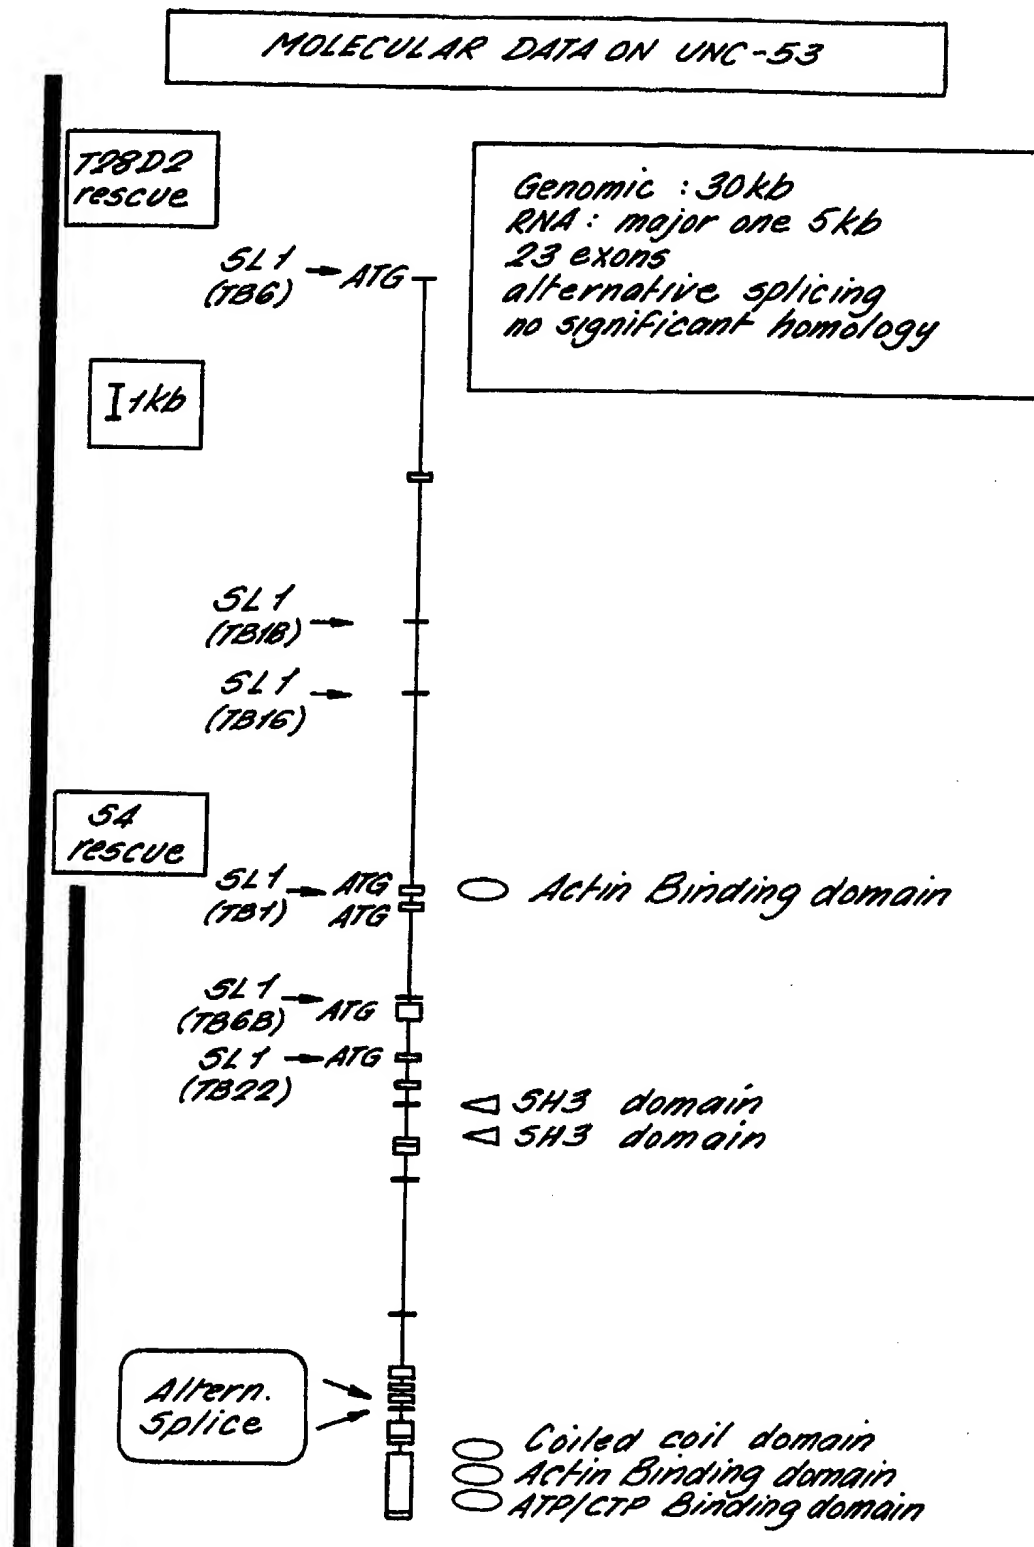 MOLECULAR DATA ON UNC-53
T28D2
rescue
Genomic : 30kb
RNA : major one 5kb
23 exons
alternative splicing
no significant homology
SL1 → ATG
(TB6)
1kb
SL1 →
(TB1B)
SL1 →
(TB16)
S4
rescue
SL1 → ATG
(TB1) ATG
Actin Binding domain
SL1 → ATG
(TB6B)
SL1 → ATG
(TB22)
SH3 domain
SH3 domain
Altern.
Splice
Coiled coil domain
Actin Binding domain
ATP/CTP Binding domain